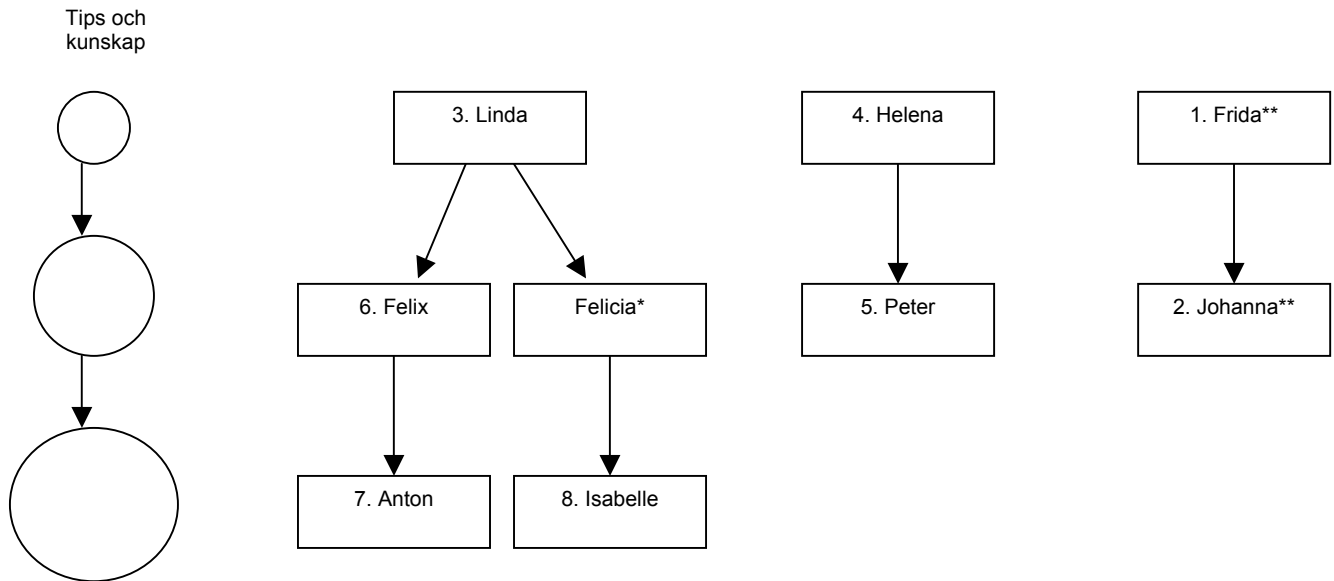 Tips och
kunskap
3. Linda
4. Helena
1. Frida**
6. Felix
Felicia*
5. Peter
2. Johanna**
7. Anton
8. Isabelle